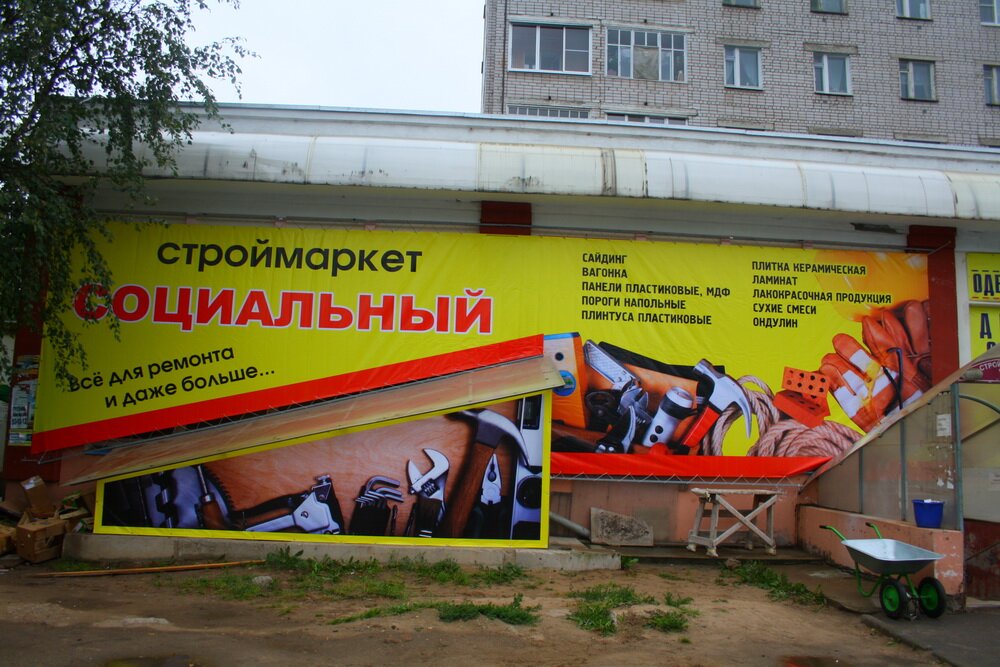 строймаркет
СОЦИАЛЬНЫЙ
Всё для ремонта
и даже больше...
САЙДИНГ
ВАГОНКА
ПАНЕЛИ ПЛАСТИКОВЫЕ, МДФ
ПОРОГИ НАПОЛЬНЫЕ
ПЛИНТУСА ПЛАСТИКОВЫЕ
ПЛИТКА КЕРАМИЧЕСКАЯ
ЛАМИНАТ
ЛАКОКРАСОЧНАЯ ПРОДУКЦИЯ
СУХИЕ СМЕСИ
ОНДУЛИН